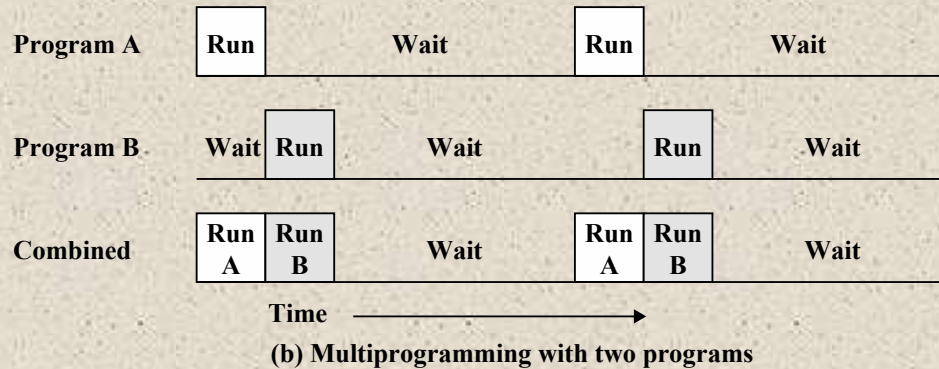 Program A Run Wait Run Wait
Program B Wait Run Wait Run Wait
Combined Run A Run B Wait Run A Run B Wait
Time
(b) Multiprogramming with two programs